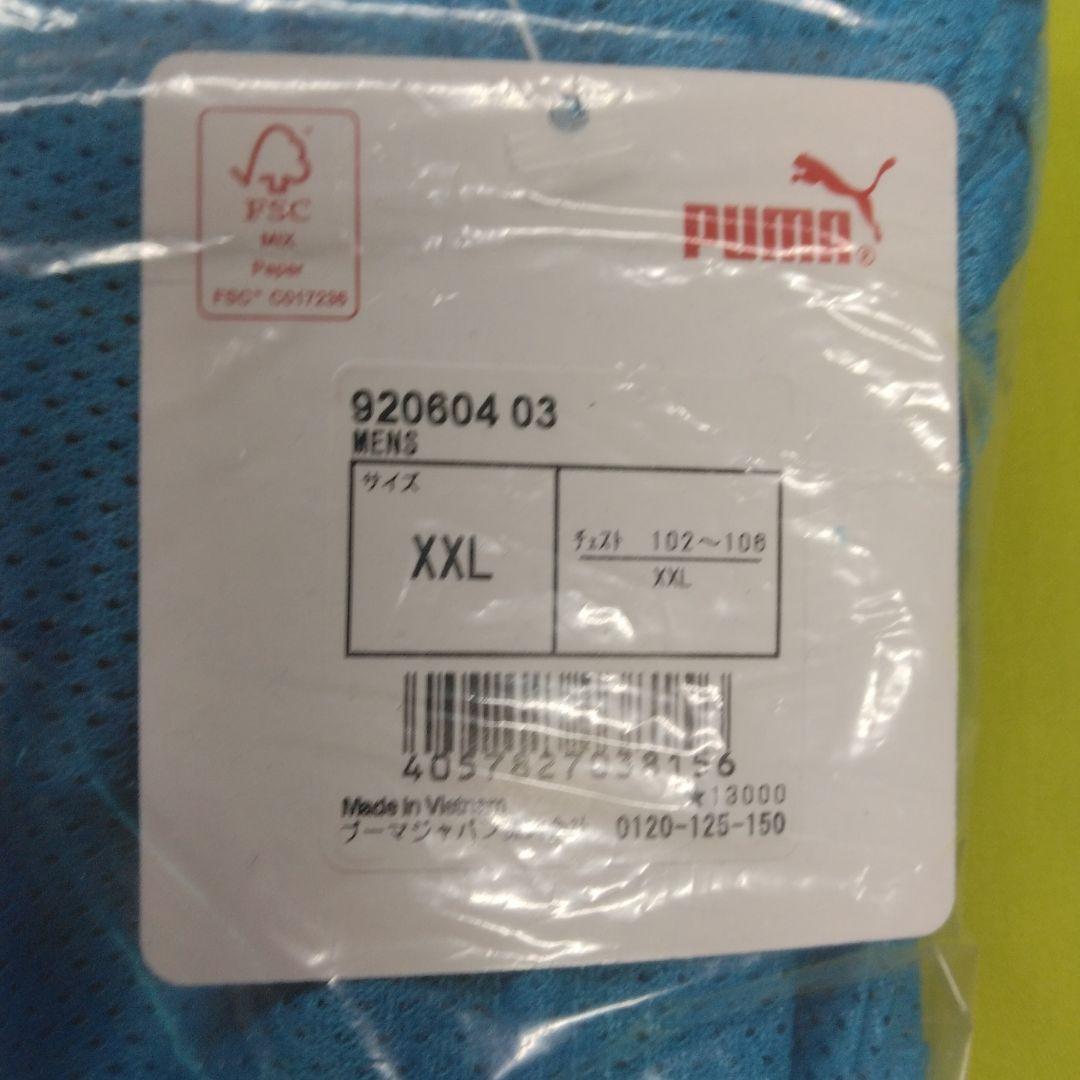 FSC
MIX
Paper
FSC® C017236
PUMA®
920604 03
MENS
サイズ
XXL
チェスト 102～106
XXL
4057827038156
★13000
Made in Vietnam
プーマジャパン 0120-125-150